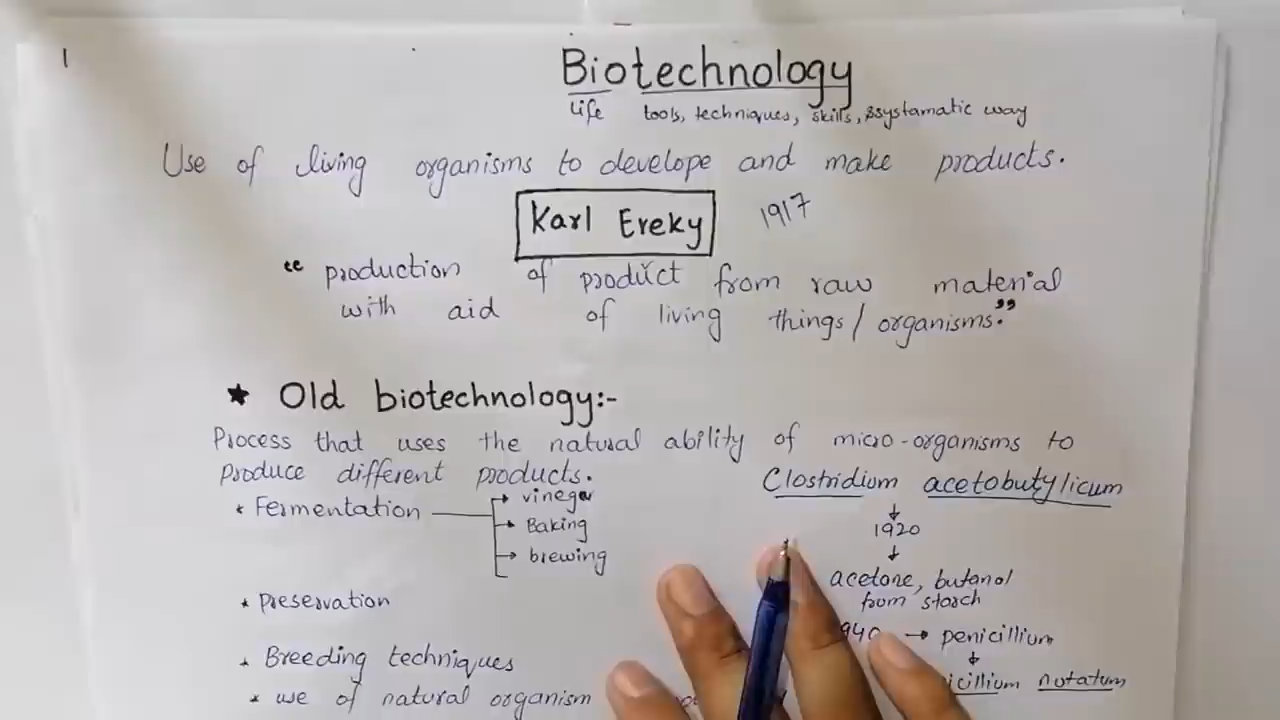 1
Biotechnology
Life tools, techniques, skills, systamatic way
Use of living organisms to develope and make products.
Karl Ereky 1917
“production of product from raw material
with aid of living things/organisms.”
★ Old biotechnology:-
Process that uses the natural ability of micro-organisms to
produce different products.
* Fermentation → vinegar
→ Baking
→ brewing
* Preservation
* Breeding techniques
* use of natural organism
Clostridium acetobutylicum
↓
1920
↓
acetone, butanol
from starch
→ penicillium
↓
notatum